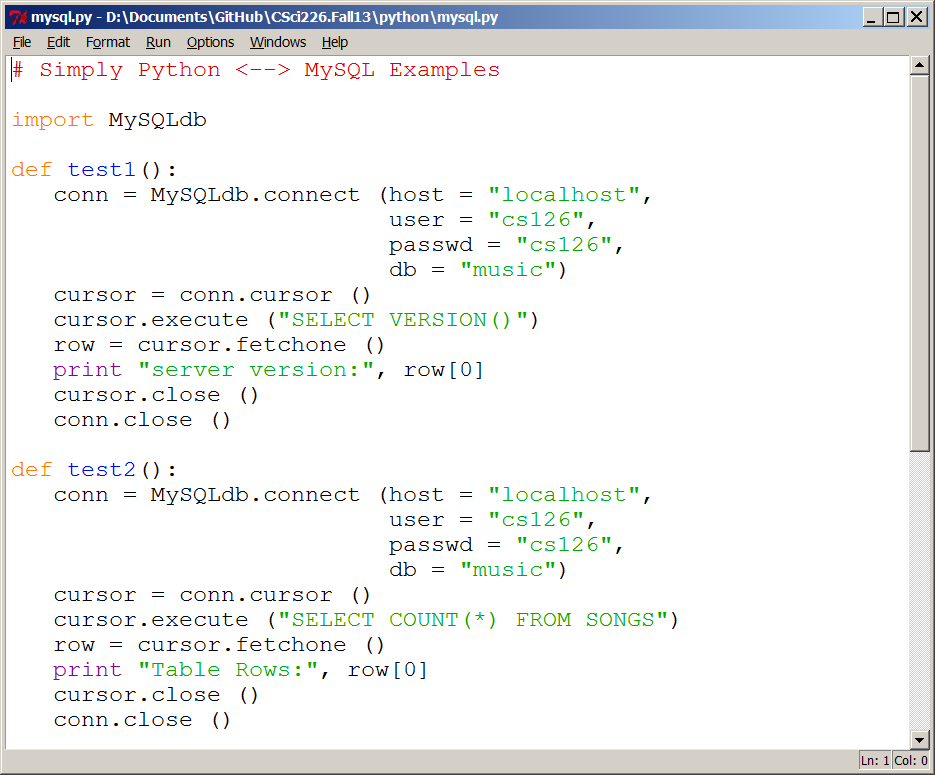 mysql.py - D:\Documents\GitHub\CSci226.Fall13\python\mysql.py
File Edit Format Run Options Windows Help
# Simply Python <--> MySQL Examples
import MySQLdb
def test1():
   conn = MySQLdb.connect (host = "localhost",
                           user = "cs126",
                           passwd = "cs126",
                           db = "music")
   cursor = conn.cursor ()
   cursor.execute ("SELECT VERSION()")
   row = cursor.fetchone ()
   print "server version:", row[0]
   cursor.close ()
   conn.close ()
def test2():
   conn = MySQLdb.connect (host = "localhost",
                           user = "cs126",
                           passwd = "cs126",
                           db = "music")
   cursor = conn.cursor ()
   cursor.execute ("SELECT COUNT(*) FROM SONGS")
   row = cursor.fetchone ()
   print "Table Rows:", row[0]
   cursor.close ()
   conn.close ()
Ln: 1 Col: 0